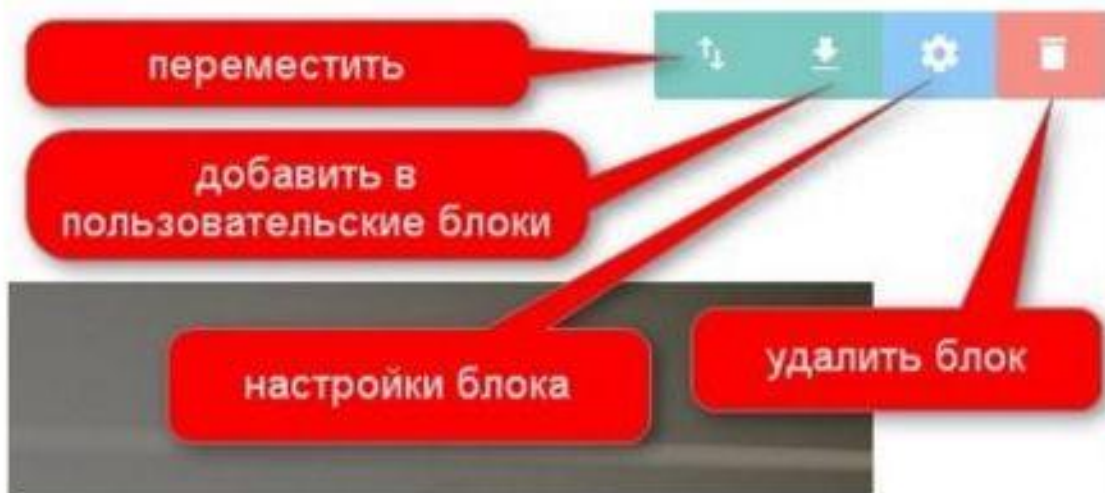 переместить
добавить в
пользовательские блоки
настройки блока
удалить блок